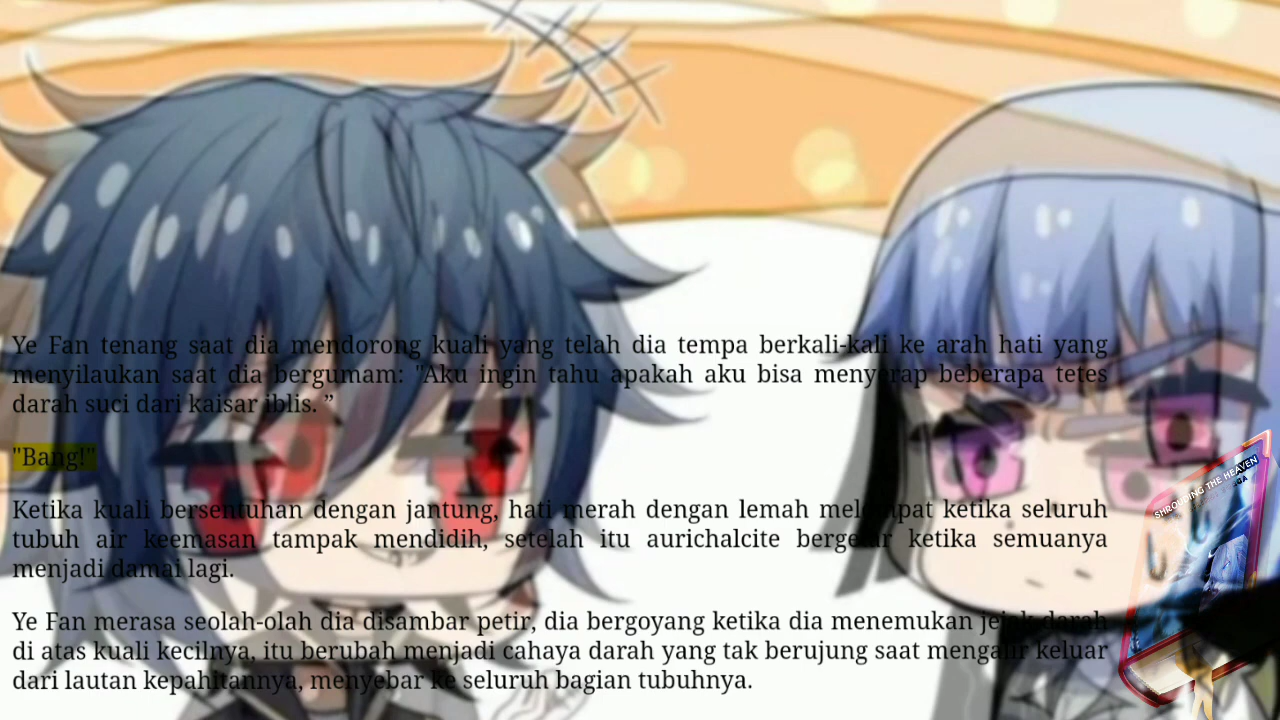 Ye Fan tenang saat dia mendorong kuali yang telah dia tempa berkali-kali ke arah hati yang
menyilaukan saat dia bergumam: "Aku ingin tahu apakah aku bisa menyerap beberapa tetes
darah suci dari kaisar iblis. ”
"Bang!"
Ketika kuali bersentuhan dengan jantung, hati merah dengan lemah melompat ketika seluruh
tubuh air keemasan tampak mendidih, setelah itu aurichalcite bergetar ketika semuanya
menjadi damai lagi.
Ye Fan merasa seolah-olah dia disambar petir, dia bergoyang ketika dia menemukan jejak darah
di atas kuali kecilnya, itu berubah menjadi cahaya darah yang tak berujung saat mengalir keluar
dari lautan kepahitannya, menyebar ke seluruh bagian tubuhnya.
SHROUDING THE HEAVEN